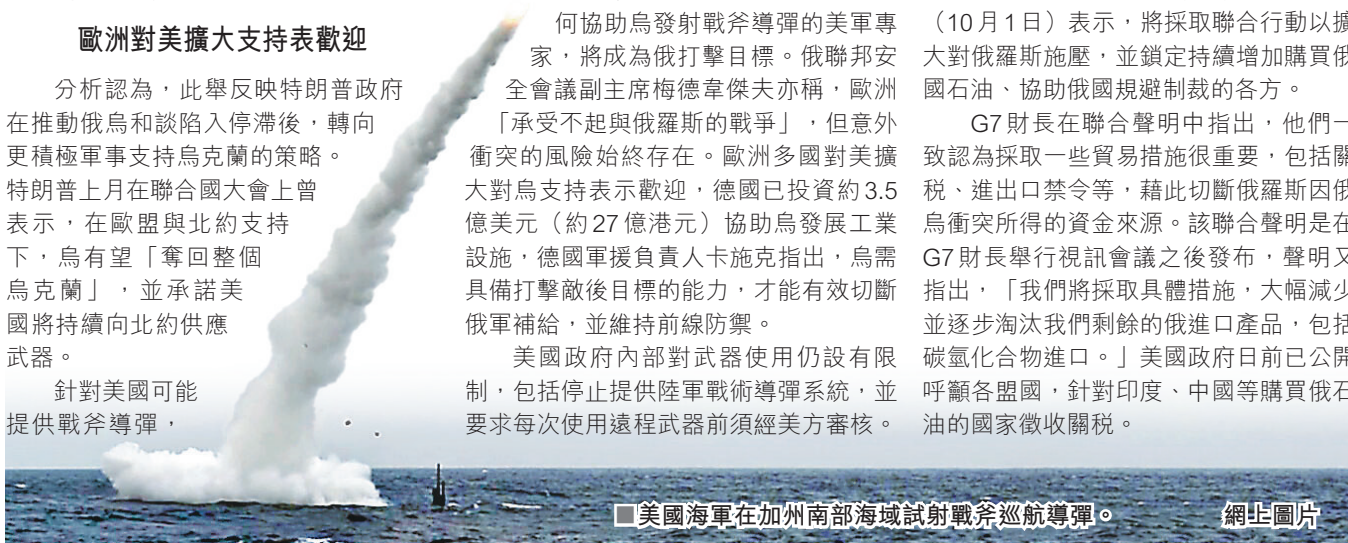 歐洲對美擴大支持表歡迎
分析認為，此舉反映特朗普政府
在推動俄烏和談陷入停滯後，轉向
更積極軍事支持烏克蘭的策略。
特朗普上月在聯合國大會上曾
表示，在歐盟與北約支持
下，烏有望「奪回整個
烏克蘭」，並承諾美
國將持續向北約供應
武器。
針對美國可能
提供戰斧導彈，
何協助烏發射戰斧導彈的美軍專
家，將成為俄打擊目標。俄聯邦安
全會議副主席梅德韋傑夫亦稱，歐洲
「承受不起與俄羅斯的戰爭」，但意外
衝突的風險始終存在。歐洲多國對美擴
大對烏支持表示歡迎，德國已投資約3.5
億美元（約27億港元）協助烏發展工業
設施，德國軍援負責人卡施克指出，烏需
具備打擊敵後目標的能力，才能有效切斷
俄軍補給，並維持前線防禦。
美國政府內部對武器使用仍設有限
制，包括停止提供陸軍戰術導彈系統，並
要求每次使用遠程武器前須經美方審核。
（10月1日）表示，將採取聯合行動以擴
大對俄羅斯施壓，並鎖定持續增加購買俄
國石油、協助俄國規避制裁的各方。
G7財長在聯合聲明中指出，他們一
致認為採取一些貿易措施很重要，包括關
稅、進出口禁令等，藉此切斷俄羅斯因俄
烏衝突所得的資金來源。該聯合聲明是在
G7財長舉行視訊會議之後發布，聲明又
指出，「我們將採取具體措施，大幅減少
並逐步淘汰我們剩餘的俄進口產品，包括
碳氫化合物進口。」美國政府日前已公開
呼籲各盟國，針對印度、中國等購買俄石
油的國家徵收關稅。
■美國海軍在加州南部海域試射戰斧巡航導彈。 網上圖片